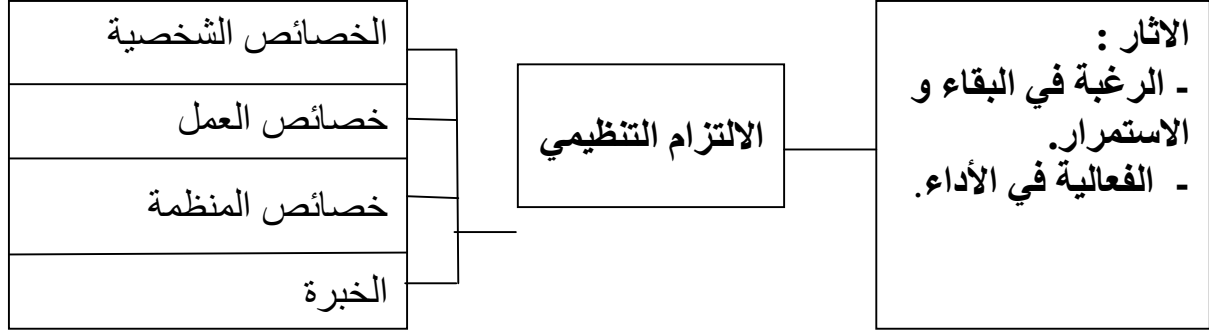 الخصائص الشخصية
خصائص العمل
خصائص المنظمة
الخبرة
الالتزام التنظيمي
الاثار :
- الرغبة في البقاء و
الاستمرار.
- الفعالية في الأداء.